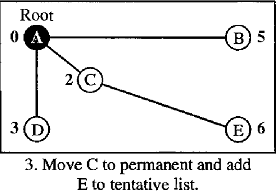 Root
0 A B 5
2 C
3 D E 6
3. Move C to permanent and add
E to tentative list.